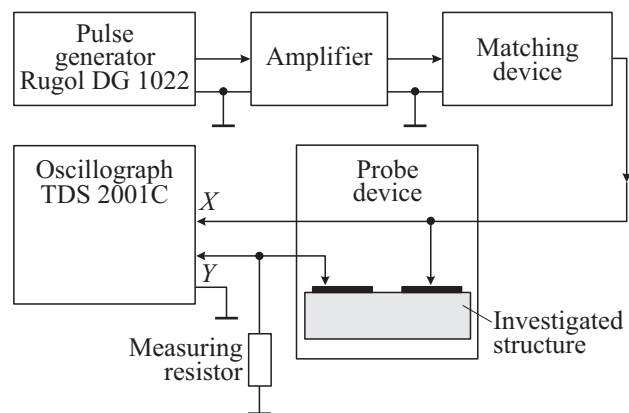 Pulse
generator
Rugol DG 1022
Amplifier
Matching
device
Oscillograph
TDS 2001C
X
Y
Probe
device
Investigated
structure
Measuring
resistor